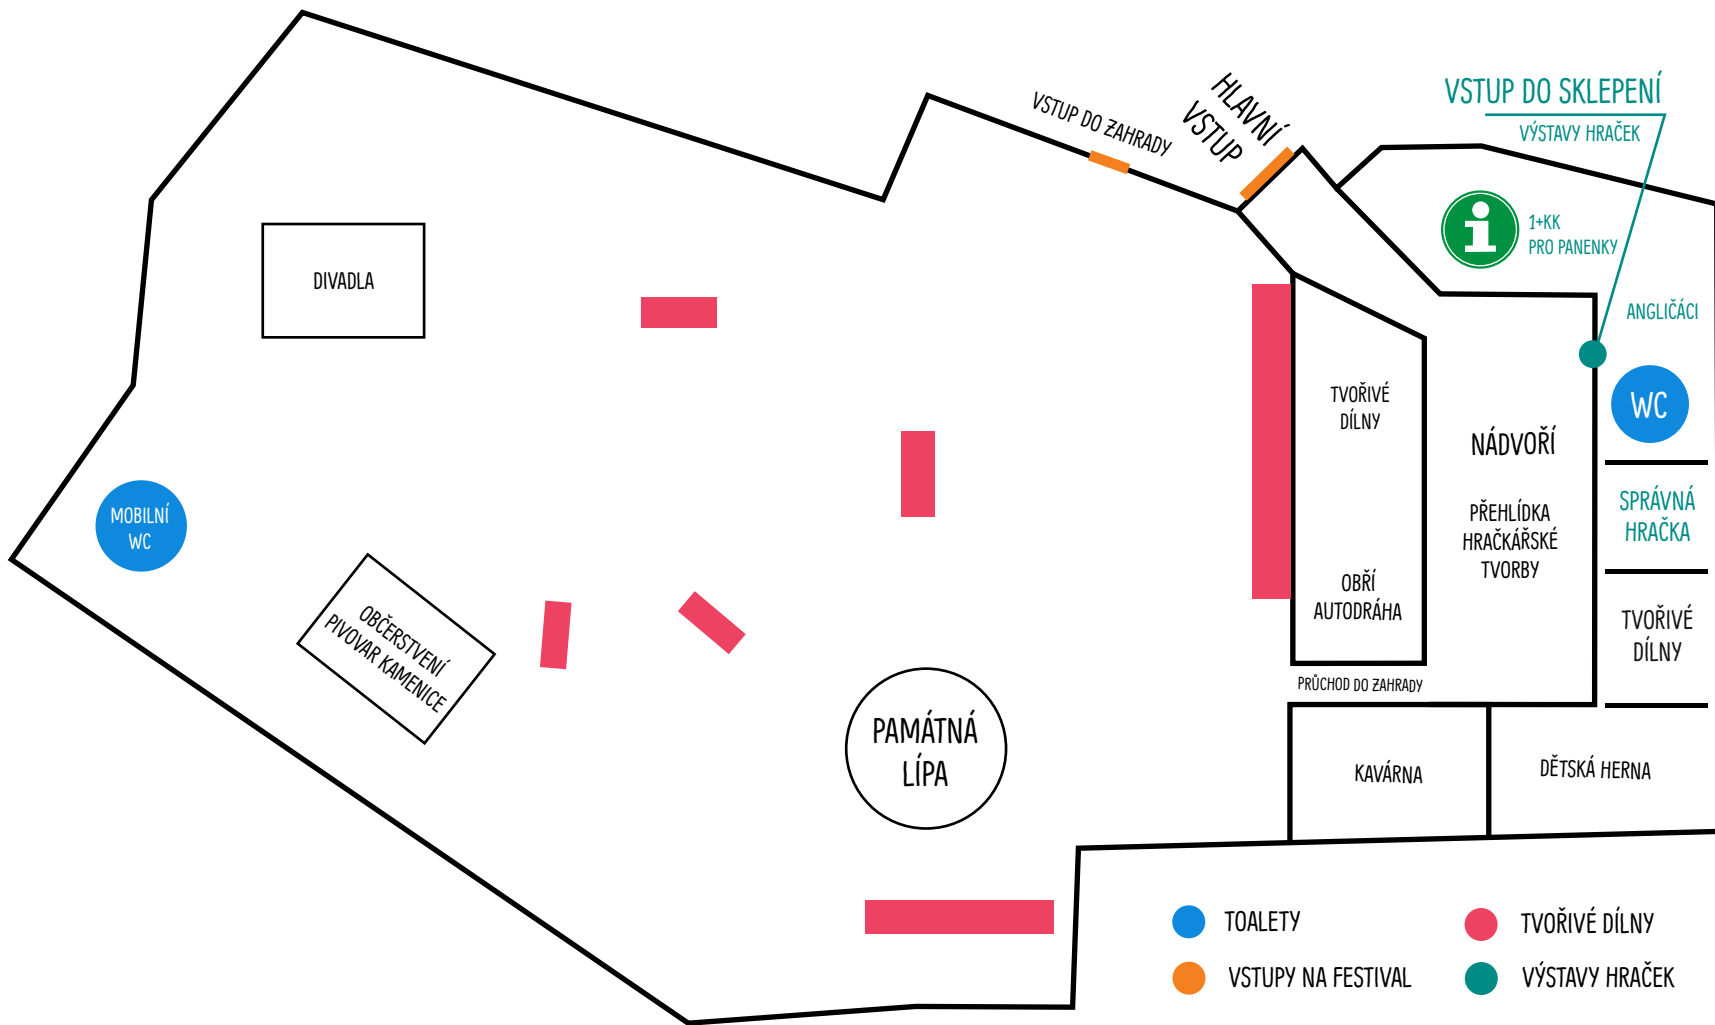 VSTUP DO ZAHRADY
HLAVNÍ
VSTUP
VSTUP DO SKLEPENÍ
VÝSTAVY HRAČEK
1+KK
PRO PANENKY
DIVADLA
ANGLIČÁCI
TVOŘIVÉ
DÍLNY
WC
NÁDVOŘÍ
PŘEHLÍDKA
HRAČKÁŘSKÉ
TVORBY
SPRÁVNÁ
HRAČKA
MOBILNÍ
WC
OBŘÍ
AUTODRÁHA
TVOŘIVÉ
DÍLNY
OBČERSTVENÍ
PIVOVAR KAMENICE
PRŮCHOD DO ZAHRADY
PAMÁTNÁ
LÍPA
KAVÁRNA
DĚTSKÁ HERNA
TOALETY
TVOŘIVÉ DÍLNY
VSTUPY NA FESTIVAL
VÝSTAVY HRAČEK